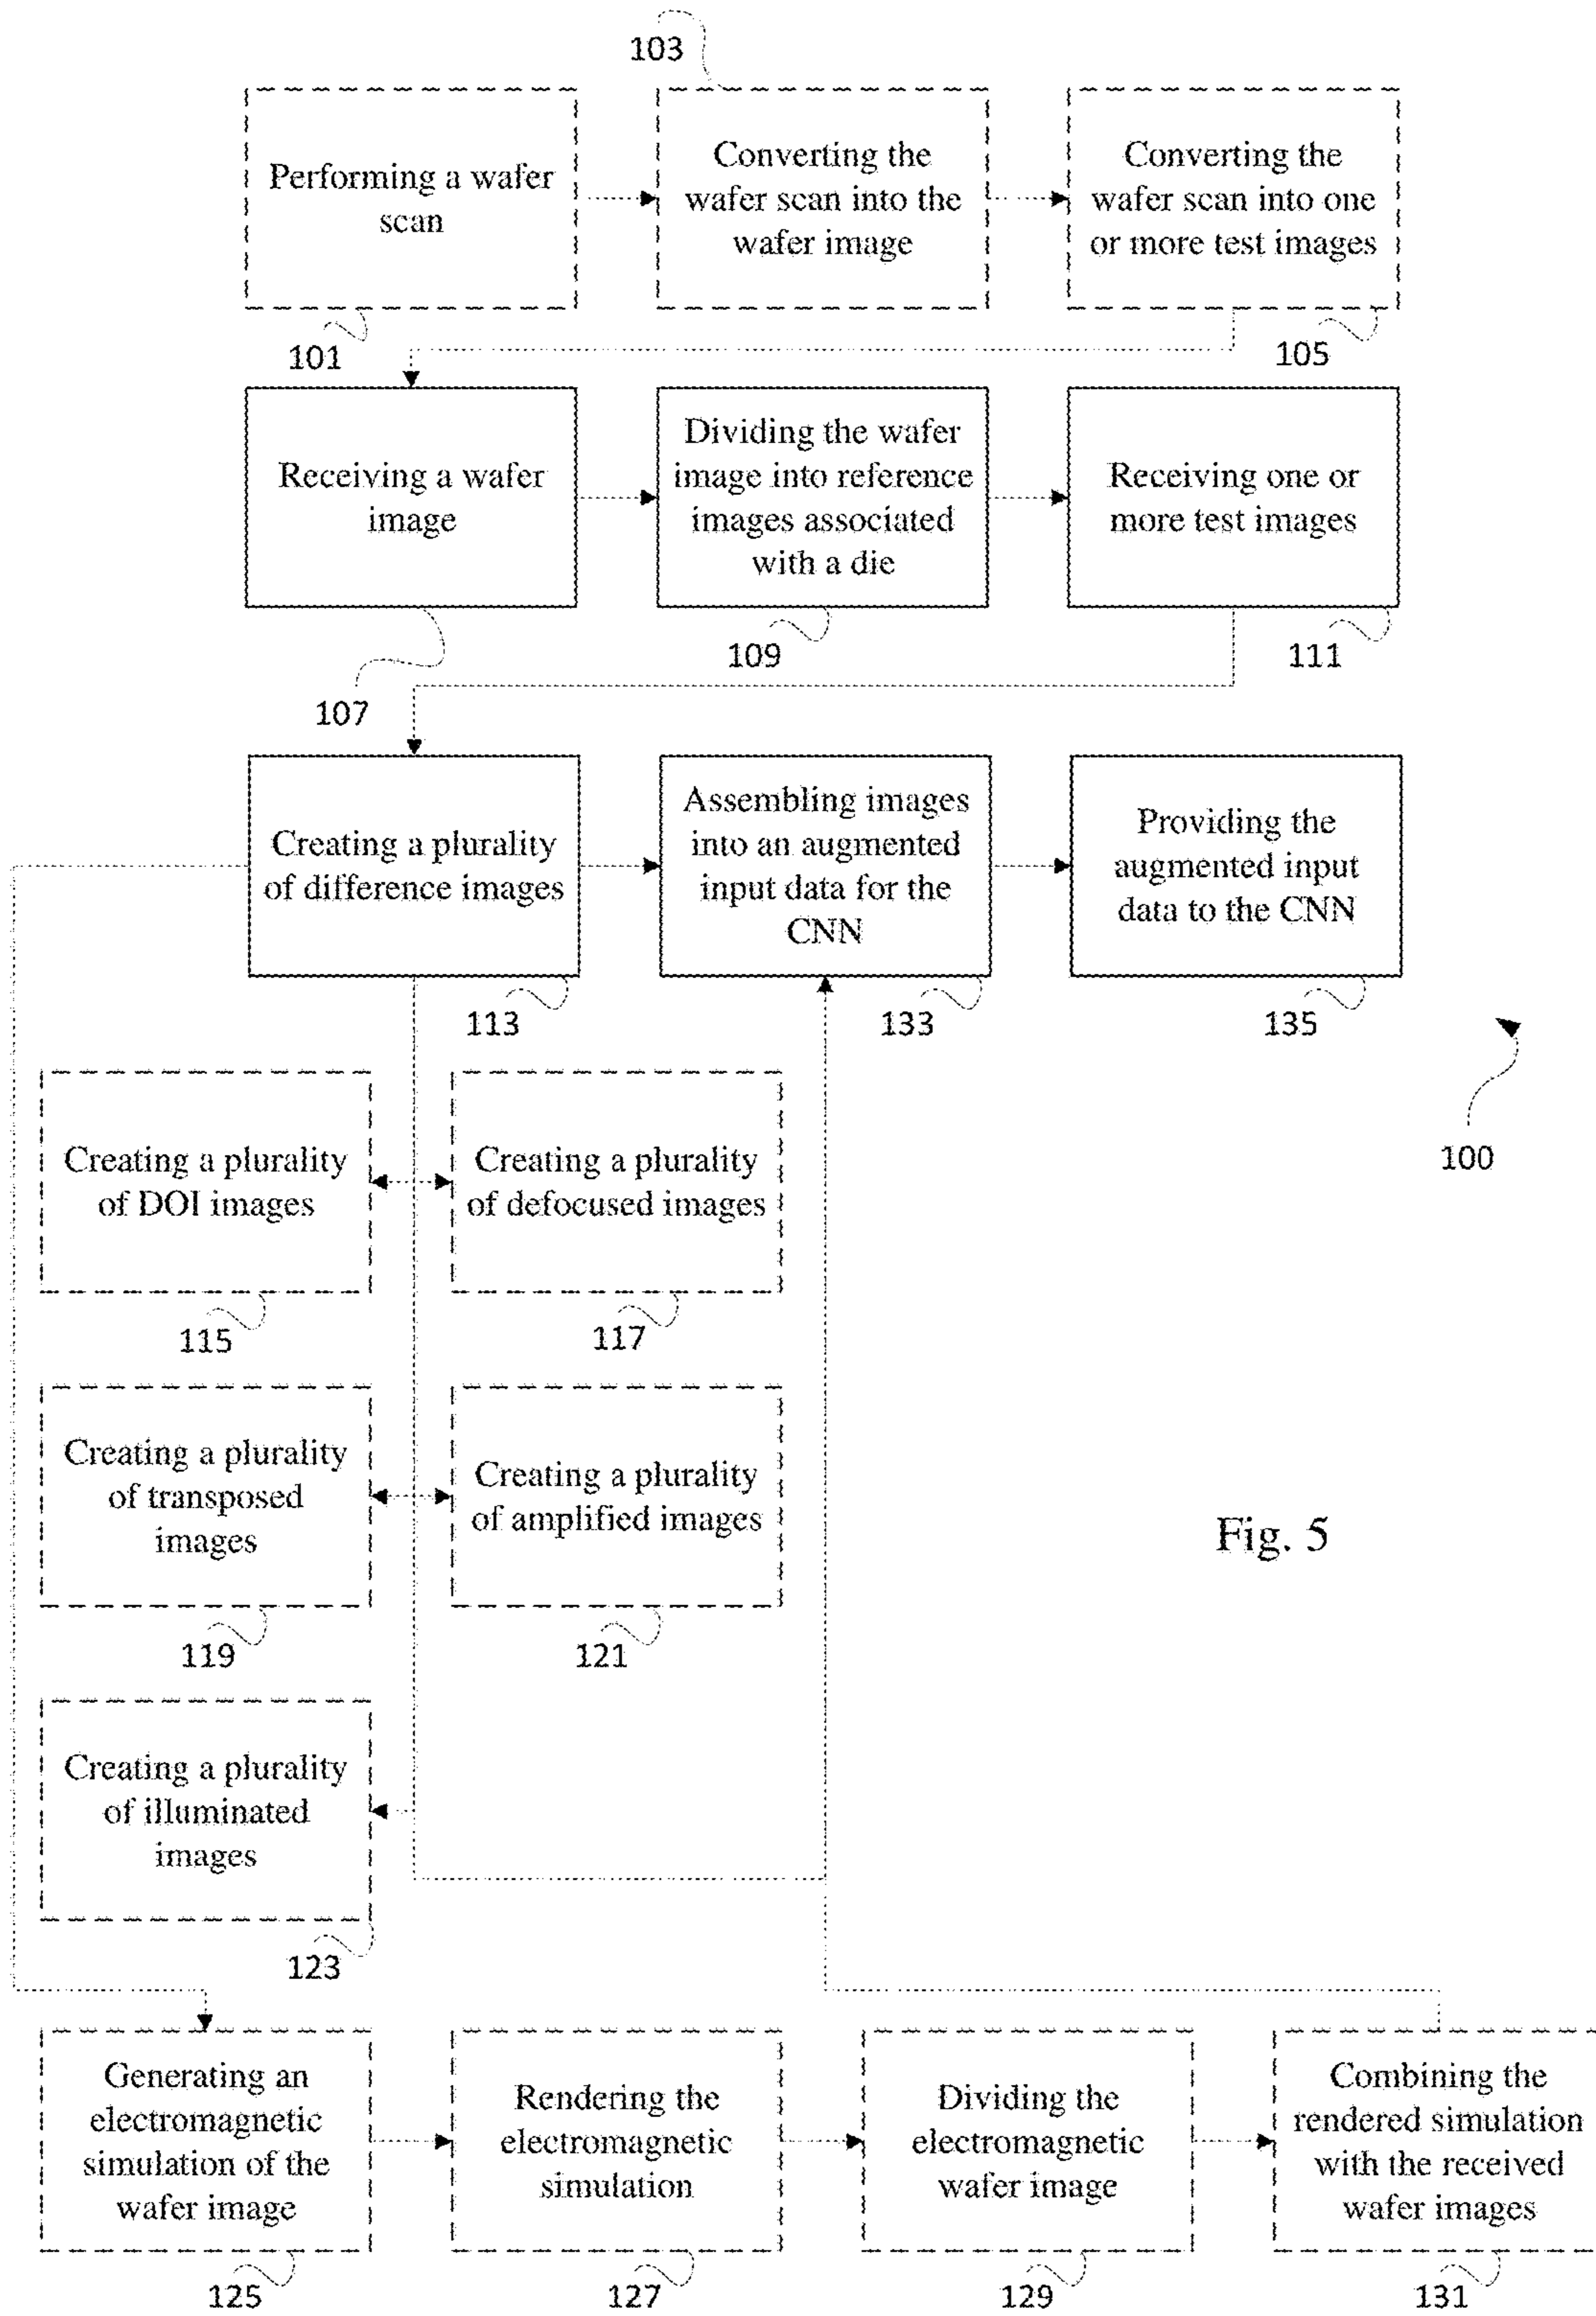 103
Performing a wafer
scan
Converting the
wafer scan into the
wafer image
Converting the
wafer scan into one
or more test images
101
105
Receiving a wafer
image
Dividing the wafer
image into reference
images associated
with a die
Receiving one or
more test images
107
109
111
Creating a plurality
of difference images
Assembling images
into an augmented
input data for the
CNN
Providing the
augmented input
data to the CNN
113
133
135
100
Creating a plurality
of DOI images
Creating a plurality
of defocused images
115
117
Creating a plurality
of transposed
images
Creating a plurality
of amplified images
119
121
Fig. 5
Creating a plurality
of illuminated
images
123
Generating an
electromagnetic
simulation of the
wafer image
Rendering the
electromagnetic
simulation
Dividing the
electromagnetic
wafer image
Combining the
rendered simulation
with the received
wafer images
125
127
129
131